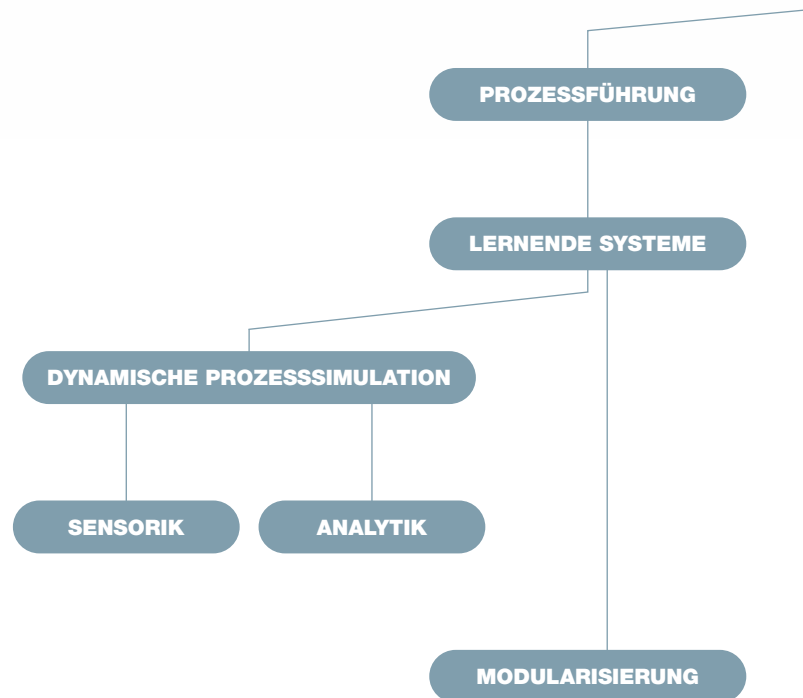 PROZESSFÜHRUNG
LERNENDE SYSTEME
DYNAMISCHE PROZESSSIMULATION
SENSORIK
ANALYTIK
MODULARISIERUNG